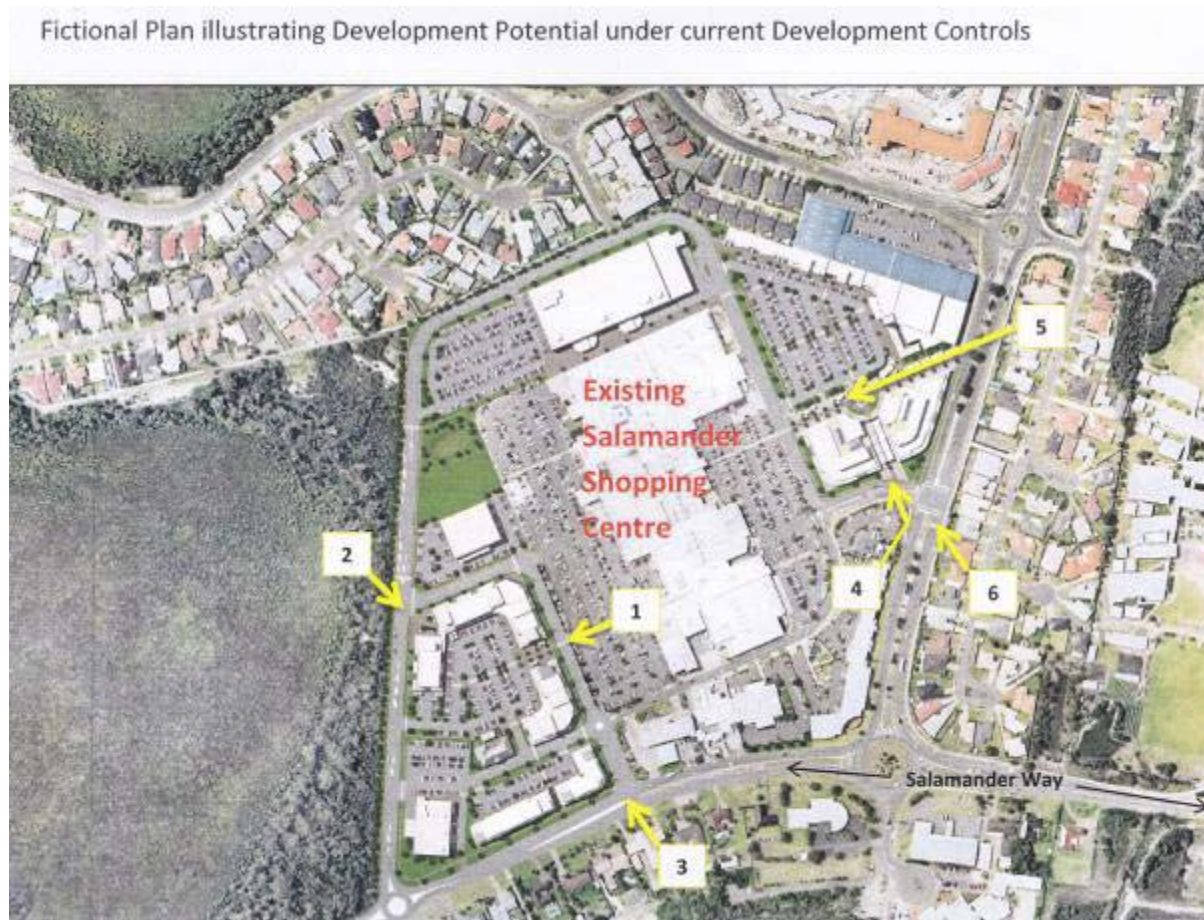 Fictional Plan illustrating Development Potential under current Development Controls
5
Existing
Salamander
Shopping
Centre
2
1
4
6
Salamander Way
3